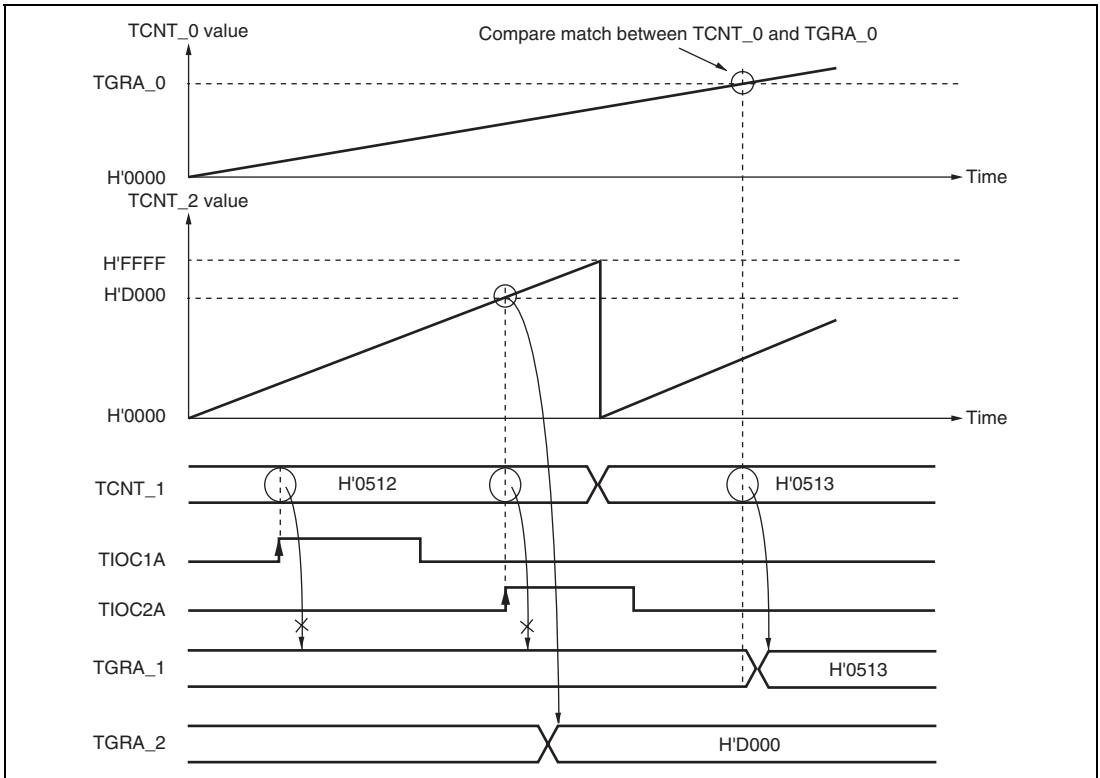 TCNT_0 value
Compare match between TCNT_0 and TGRA_0
TGRA_0
H'0000
Time
TCNT_2 value
H'FFFF
H'D000
H'0000
Time
TCNT_1
H'0512
H'0513
TIOC1A
TIOC2A
TGRA_1
H'0513
TGRA_2
H'D000